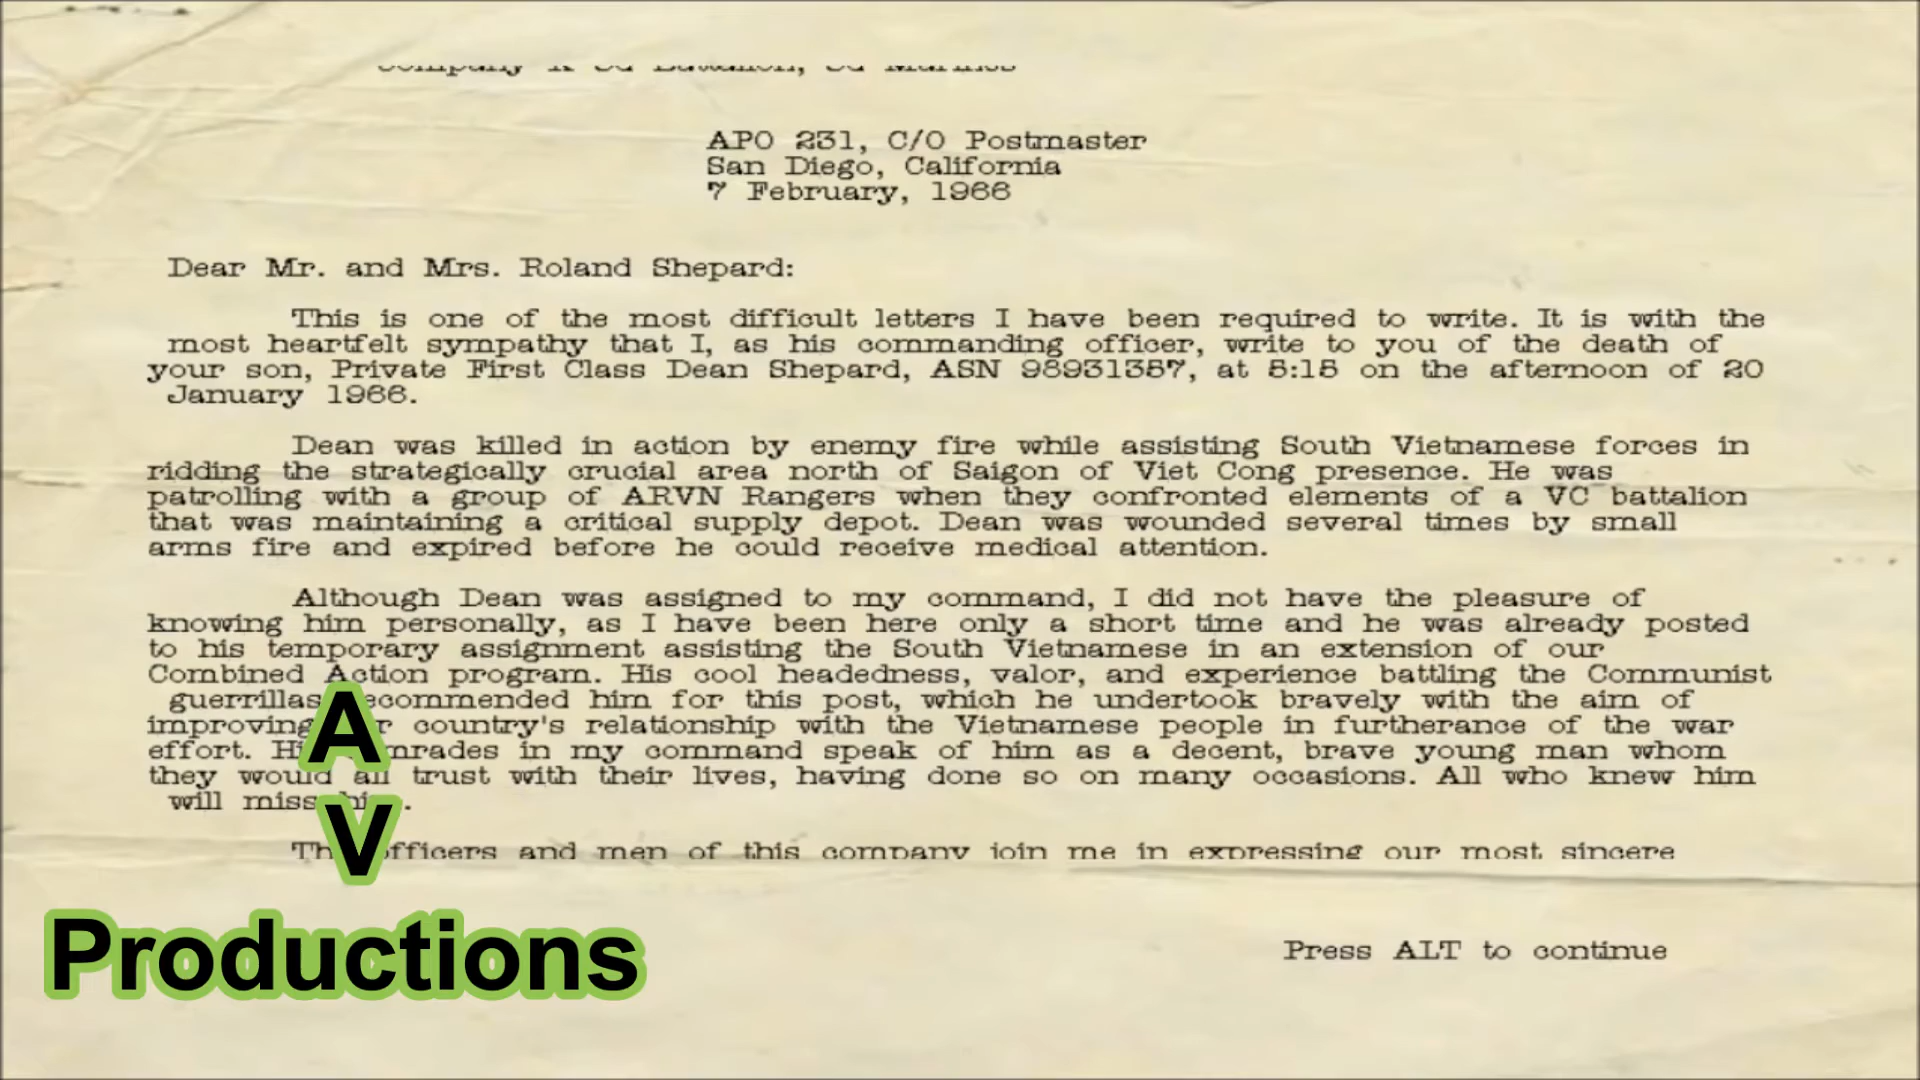 Company K 3d Battalion, 3d Marines
APO 231, C/O Postmaster
San Diego, California
7 February, 1966
Dear Mr. and Mrs. Roland Shepard:
This is one of the most difficult letters I have been required to write. It is with the
most heartfelt sympathy that I, as his commanding officer, write to you of the death of
your son, Private First Class Dean Shepard, ASN 98931357, at 5:15 on the afternoon of 20
January 1966.
Dean was killed in action by enemy fire while assisting South Vietnamese forces in
ridding the strategically crucial area north of Saigon of Viet Cong presence. He was
patrolling with a group of ARVN Rangers when they confronted elements of a VC battalion
that was maintaining a critical supply depot. Dean was wounded several times by small
arms fire and expired before he could receive medical attention.
Although Dean was assigned to my command, I did not have the pleasure of
knowing him personally, as I have been here only a short time and he was already posted
to his temporary assignment assisting the South Vietnamese in an extension of our
Combined Action program. His cool headedness, valor, and experience battling the Communist
guerrillas recommended him for this post, which he undertook bravely with the aim of
improving our country's relationship with the Vietnamese people in furtherance of the war
effort. His comrades in my command speak of him as a decent, brave young man whom
they would all trust with their lives, having done so on many occasions. All who knew him
will miss him.
The officers and men of this company join me in expressing our most sincere
A
V
Productions
Press ALT to continue